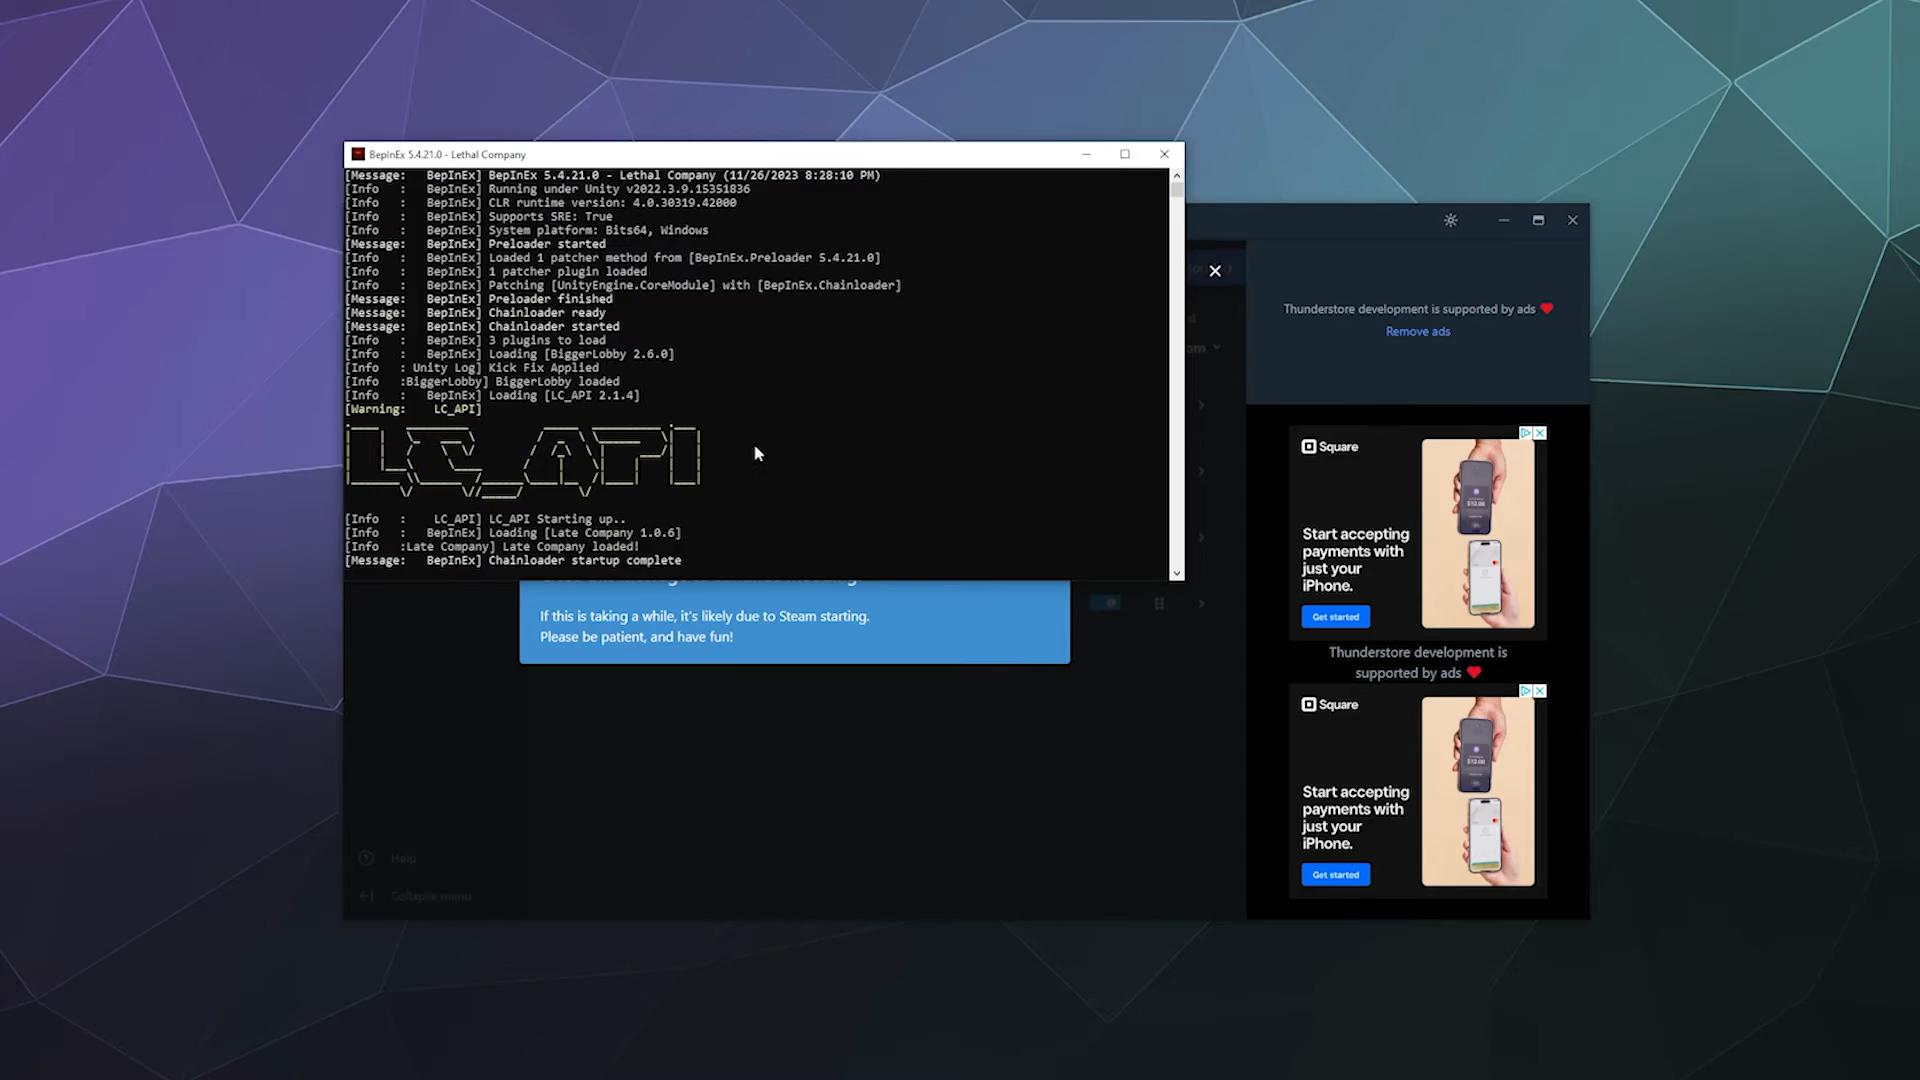 BepInEx 5.4.21.0 - Lethal Company
[Message:   BepInEx] BepInEx 5.4.21.0 - Lethal Company (11/26/2023 8:28:10 PM)
[Info   :   BepInEx] Running under Unity v2022.3.9.15351836
[Info   :   BepInEx] CLR runtime version: 4.0.30319.42000
[Info   :   BepInEx] Supports SRE: True
[Info   :   BepInEx] System platform: Bits64, Windows
[Message:   BepInEx] Preloader started
[Info   :   BepInEx] Loaded 1 patcher method from [BepInEx.Preloader 5.4.21.0]
[Info   :   BepInEx] 1 patcher plugin loaded
[Info   :   BepInEx] Patching [UnityEngine.CoreModule] with [BepInEx.Chainloader]
[Message:   BepInEx] Preloader finished
[Message:   BepInEx] Chainloader ready
[Message:   BepInEx] Chainloader started
[Info   :   BepInEx] 3 plugins to load
[Info   :   BepInEx] Loading [BiggerLobby 2.6.0]
[Info   : Unity Log] Kick Fix Applied
[Info   :BiggerLobby] BiggerLobby loaded
[Info   :   BepInEx] Loading [LC_API 2.1.4]
[Warning:    LC_API]
LC_API
[Info   :    LC_API] LC_API Starting up..
[Info   :   BepInEx] Loading [Late Company 1.0.6]
[Info   :Late Company] Late Company loaded!
[Message:   BepInEx] Chainloader startup complete
If this is taking a while, it's likely due to Steam starting.
Please be patient, and have fun!
Help
Collapse menu
Thunderstore development is supported by ads
Remove ads
Square
Start accepting
payments with
just your
iPhone.
Get started
Thunderstore development is
supported by ads
Square
Start accepting
payments with
just your
iPhone.
Get started